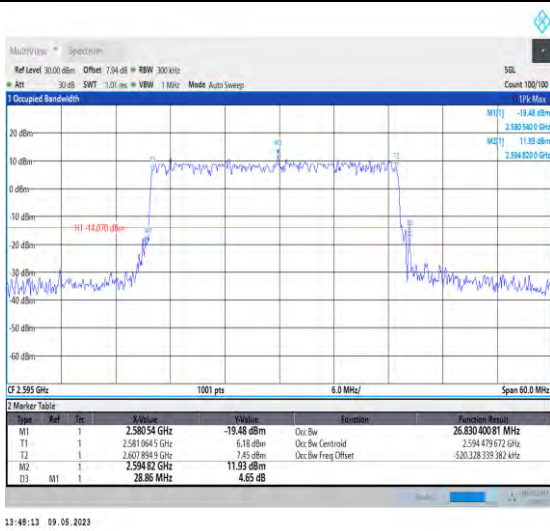 MultiView Spectrum
Ref Level 30.00 dBm Offset 7.94 dB RBW 300 kHz SGL
Att 30 dB SWT 1.01 ms VBW 1 MHz Mode Auto Sweep Count 100/100
1 Occupied Bandwidth 1Pk Max
M1[1] -19.48 dBm
2.580 540 0 GHz
M2[1] 11.93 dBm
2.594 820 0 GHz
20 dBm
10 dBm
0 dBm
-10 dBm
H1 -14.070 dBm
-20 dBm
-30 dBm
-40 dBm
-50 dBm
-60 dBm
M2
M1
CF 2.595 GHz 1001 pts 6.0 MHz/ Span 60.0 MHz
2 Marker Table
Type Ref Trc X-Value Y-Value Function Function Result
M1 1 2.580 54 GHz -19.48 dBm Occ Bw 26.830 400 81 MHz
T1 1 2.581 064 5 GHz 6.18 dBm Occ Bw Centroid 2.594 479 672 GHz
T2 1 2.607 894 9 GHz 7.45 dBm Occ Bw Freq Offset -520.328 339 382 kHz
M2 1 2.594 82 GHz 11.93 dBm
D3 M1 1 28.86 MHz 4.65 dB
Ready
13:48:13 09.05.2023